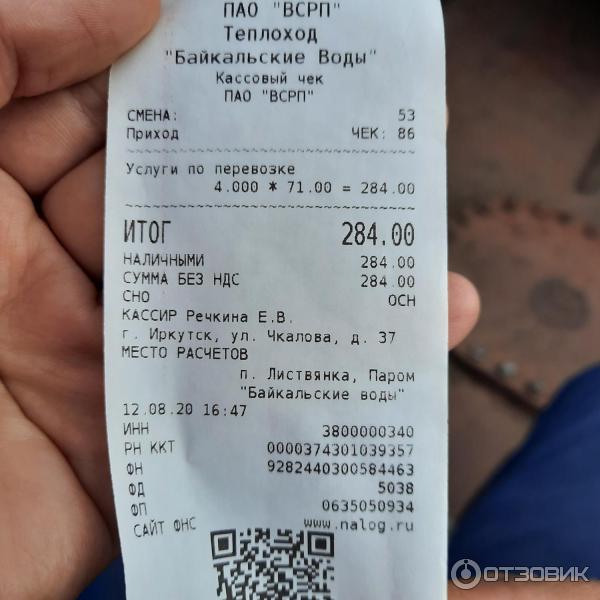 ПАО "ВСРП"
Теплоход
"Байкальские Воды"
Кассовый чек
ПАО "ВСРП"
СМЕНА: 53
Приход ЧЕК: 86
Услуги по перевозке
4.000 * 71.00 = 284.00
ИТОГ 284.00
НАЛИЧНЫМИ 284.00
СУММА БЕЗ НДС 284.00
СНО ОСН
КАССИР Речкина Е.В.
г. Иркутск, ул. Чкалова, д. 37
МЕСТО РАСЧЕТОВ
п. Листвянка, Паром
"Байкальские воды"
12.08.20 16:47
ИНН 3800000340
РН ККТ 0000374301039357
ФН 9282440300584463
ФД 5038
ФП 0635050934
САЙТ ФНС www.nalog.ru
ОТЗОВИК